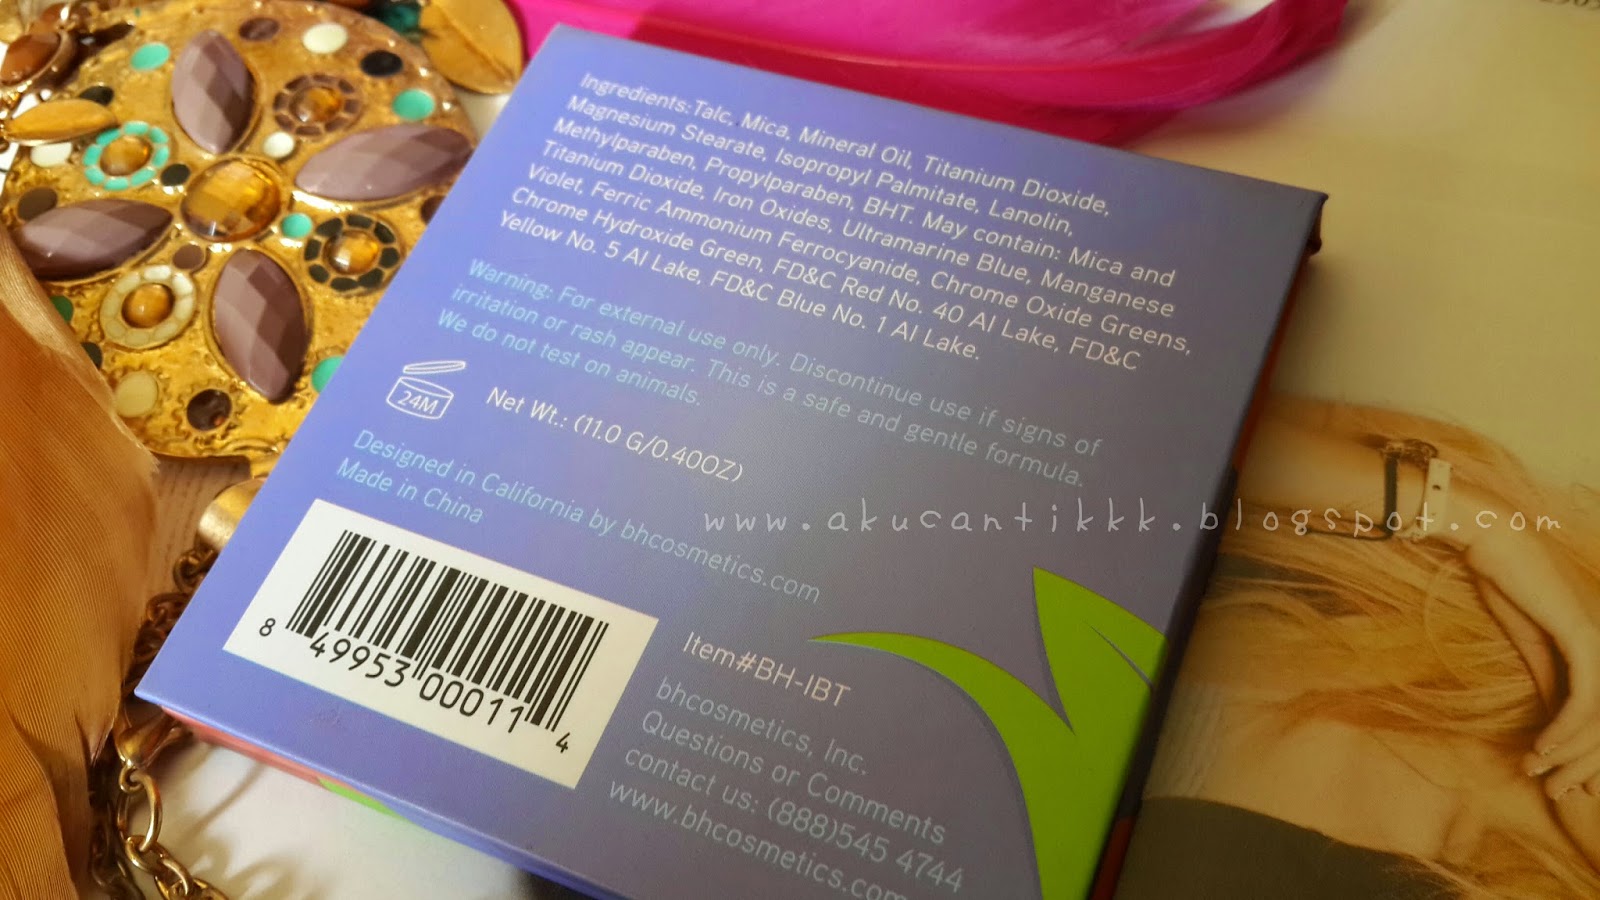 Ingredients: Talc, Mica, Mineral Oil, Titanium Dioxide,
Magnesium Stearate, Isopropyl Palmitate, Lanolin,
Methylparaben, Propylparaben, BHT. May contain: Mica and
Titanium Dioxide, Iron Oxides, Ultramarine Blue, Manganese
Violet, Ferric Ammonium Ferrocyanide, Chrome Oxide Greens,
Chrome Hydroxide Green, FD&C Red No. 40 Al Lake, FD&C
Yellow No. 5 Al Lake, FD&C Blue No. 1 Al Lake.
Warning: For external use only. Discontinue use if signs of
irritation or rash appear. This is a safe and gentle formula.
We do not test on animals.
24M
Net Wt.: (11.0 G/0.40OZ)
Designed in California by bhcosmetics.com
Made in China
8 49953 00011 4
Item#BH-IBT
bhcosmetics, Inc.
Questions or Comments
contact us: (888)545 4744
www.bhcosmetics.com
www.akucantikkk.blogspot.com